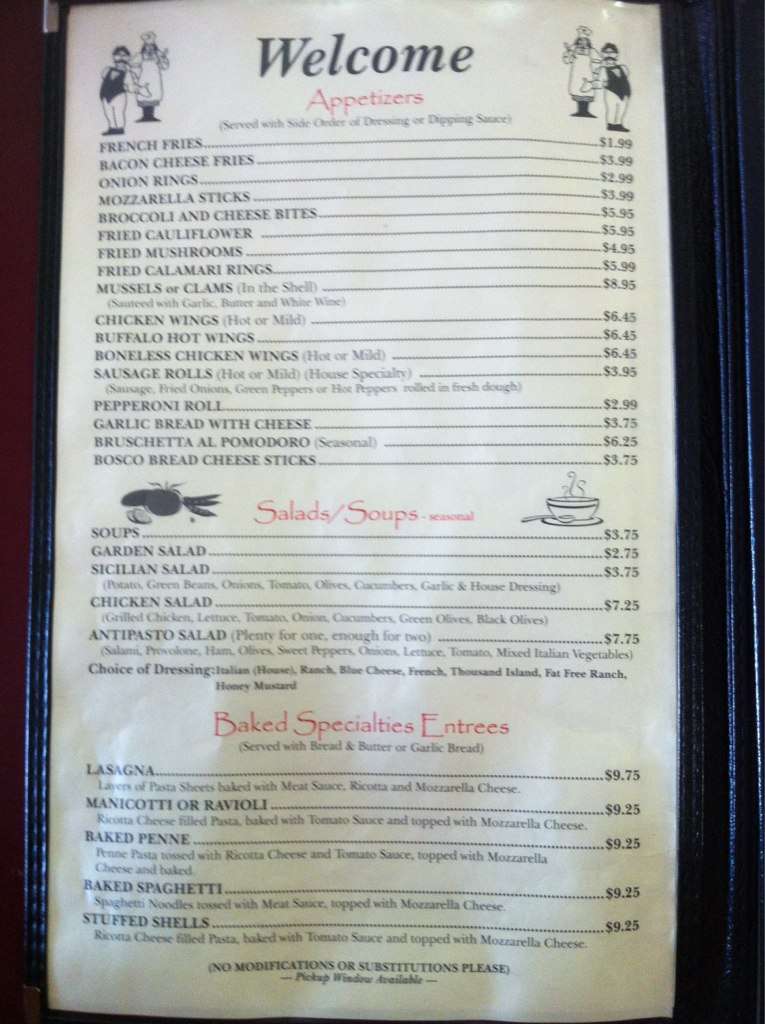 Welcome
Appetizers
(Served with Side Order of Dressing or Dipping Sauce)
FRENCH FRIES $1.99
BACON CHEESE FRIES $3.99
ONION RINGS $2.99
MOZZARELLA STICKS $3.99
BROCCOLI AND CHEESE BITES $5.95
FRIED CAULIFLOWER $5.95
FRIED MUSHROOMS $4.95
FRIED CALAMARI RINGS $5.99
MUSSELS or CLAMS (In the Shell) $8.95
(Sauteed with Garlic, Butter and White Wine)
CHICKEN WINGS (Hot or Mild) $6.45
BUFFALO HOT WINGS $6.45
BONELESS CHICKEN WINGS (Hot or Mild) $6.45
SAUSAGE ROLLS (Hot or Mild) (House Specialty) $3.95
(Sausage, Fried Onions, Green Peppers or Hot Peppers rolled in fresh dough)
PEPPERONI ROLL $2.99
GARLIC BREAD WITH CHEESE $3.75
BRUSCHETTA AL POMODORO (Seasonal) $6.25
BOSCO BREAD CHEESE STICKS $3.75
Salads/Soups - seasonal
SOUPS $3.75
GARDEN SALAD $2.75
SICILIAN SALAD $3.75
(Potato, Green Beans, Onions, Tomato, Olives, Cucumbers, Garlic & House Dressing)
CHICKEN SALAD $7.25
(Grilled Chicken, Lettuce, Tomato, Onion, Cucumbers, Green Olives, Black Olives)
ANTIPASTO SALAD (Plenty for one, enough for two) $7.75
(Salami, Provolone, Ham, Olives, Sweet Peppers, Onions, Lettuce, Tomato, Mixed Italian Vegetables)
Choice of Dressing: Italian (House), Ranch, Blue Cheese, French, Thousand Island, Fat Free Ranch,
Honey Mustard
Baked Specialties Entrees
(Served with Bread & Butter or Garlic Bread)
LASAGNA $9.75
Layers of Pasta Sheets baked with Meat Sauce, Ricotta and Mozzarella Cheese.
MANICOTTI OR RAVIOLI $9.25
Ricotta Cheese filled Pasta, baked with Tomato Sauce and topped with Mozzarella Cheese.
BAKED PENNE $9.25
Penne Pasta tossed with Ricotta Cheese and Tomato Sauce, topped with Mozzarella
Cheese and baked.
BAKED SPAGHETTI $9.25
Spaghetti Noodles tossed with Meat Sauce, topped with Mozzarella Cheese.
STUFFED SHELLS $9.25
Ricotta Cheese filled Pasta, baked with Tomato Sauce and topped with Mozzarella Cheese.
(NO MODIFICATIONS OR SUBSTITUTIONS PLEASE)
— Pickup Window Available —